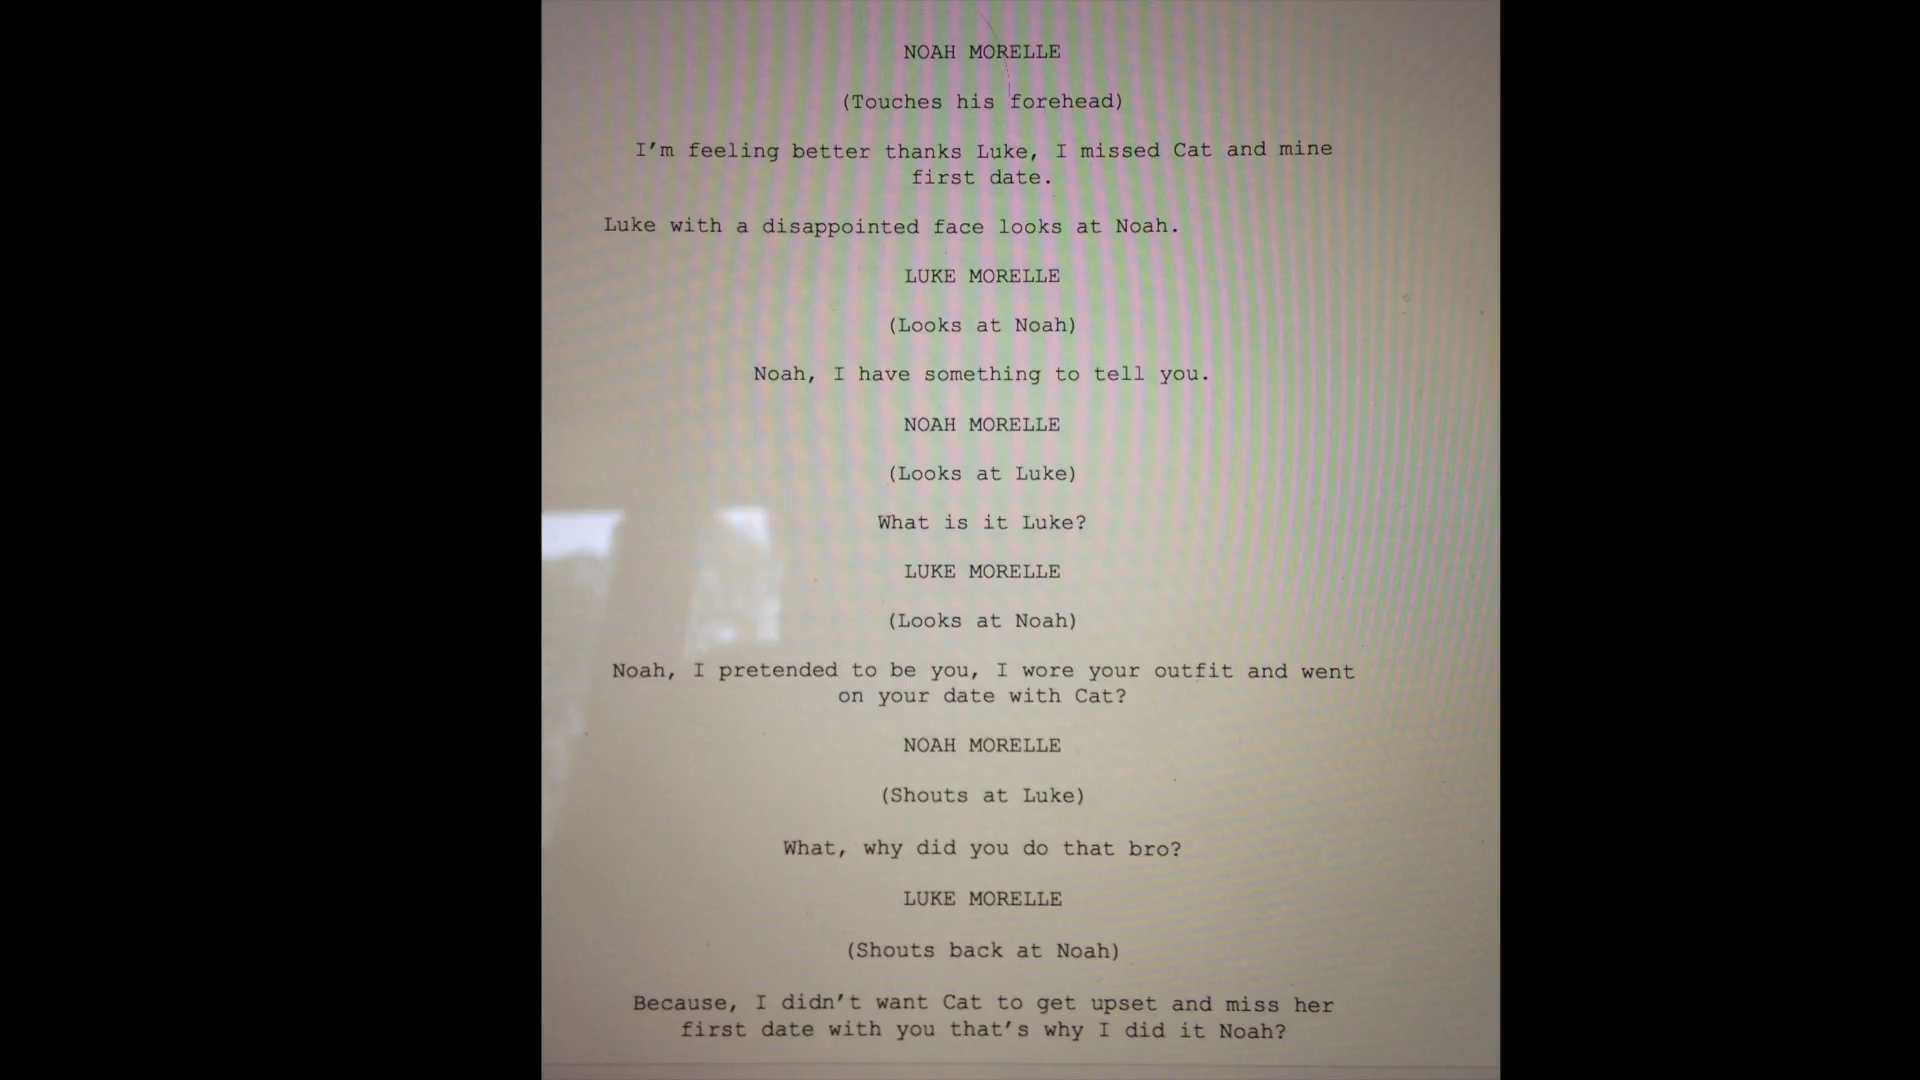 NOAH MORELLE
(Touches his forehead)
I'm feeling better thanks Luke, I missed Cat and mine
first date.
Luke with a disappointed face looks at Noah.
LUKE MORELLE
(Looks at Noah)
Noah, I have something to tell you.
NOAH MORELLE
(Looks at Luke)
What is it Luke?
LUKE MORELLE
(Looks at Noah)
Noah, I pretended to be you, I wore your outfit and went
on your date with Cat?
NOAH MORELLE
(Shouts at Luke)
What, why did you do that bro?
LUKE MORELLE
(Shouts back at Noah)
Because, I didn't want Cat to get upset and miss her
first date with you that's why I did it Noah?